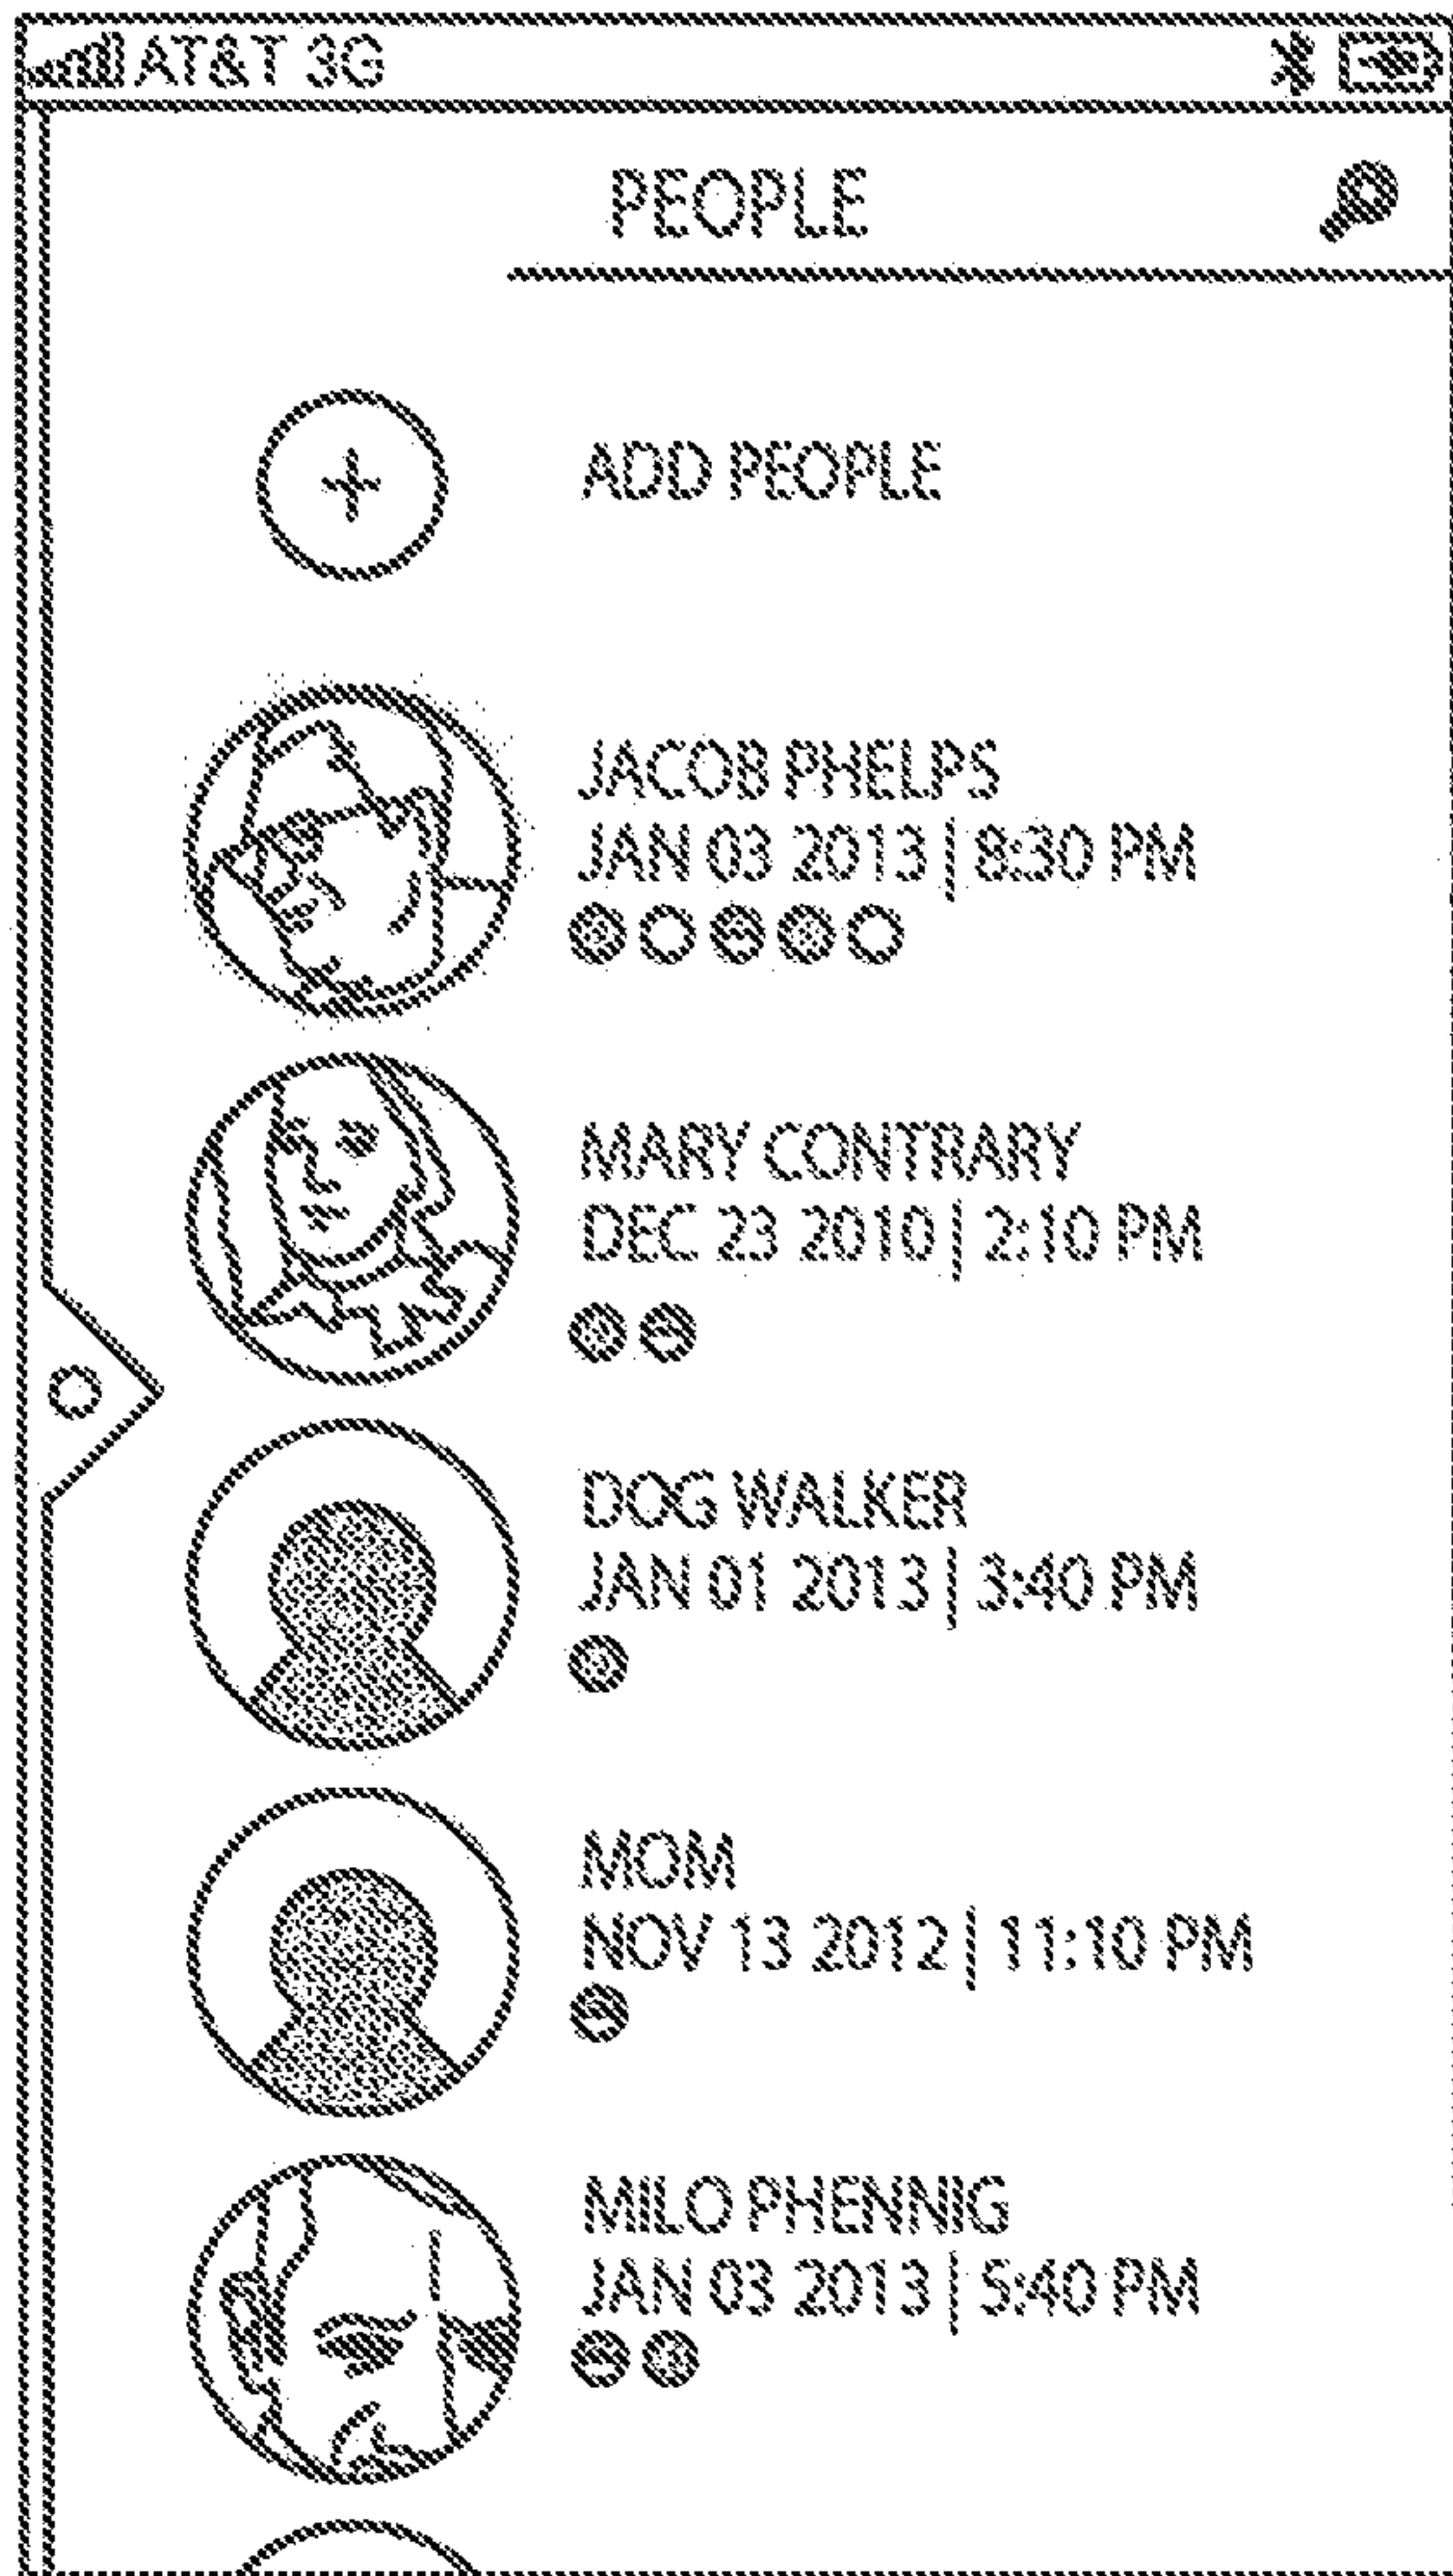 AT&T 3G
PEOPLE
ADD PEOPLE
JACOB PHELPS
JAN 03 2013 | 8:30 PM
MARY CONTRARY
DEC 23 2010 | 2:10 PM
DOG WALKER
JAN 01 2013 | 3:40 PM
MOM
NOV 13 2012 | 11:10 PM
MILO PHENNIG
JAN 03 2013 | 5:40 PM